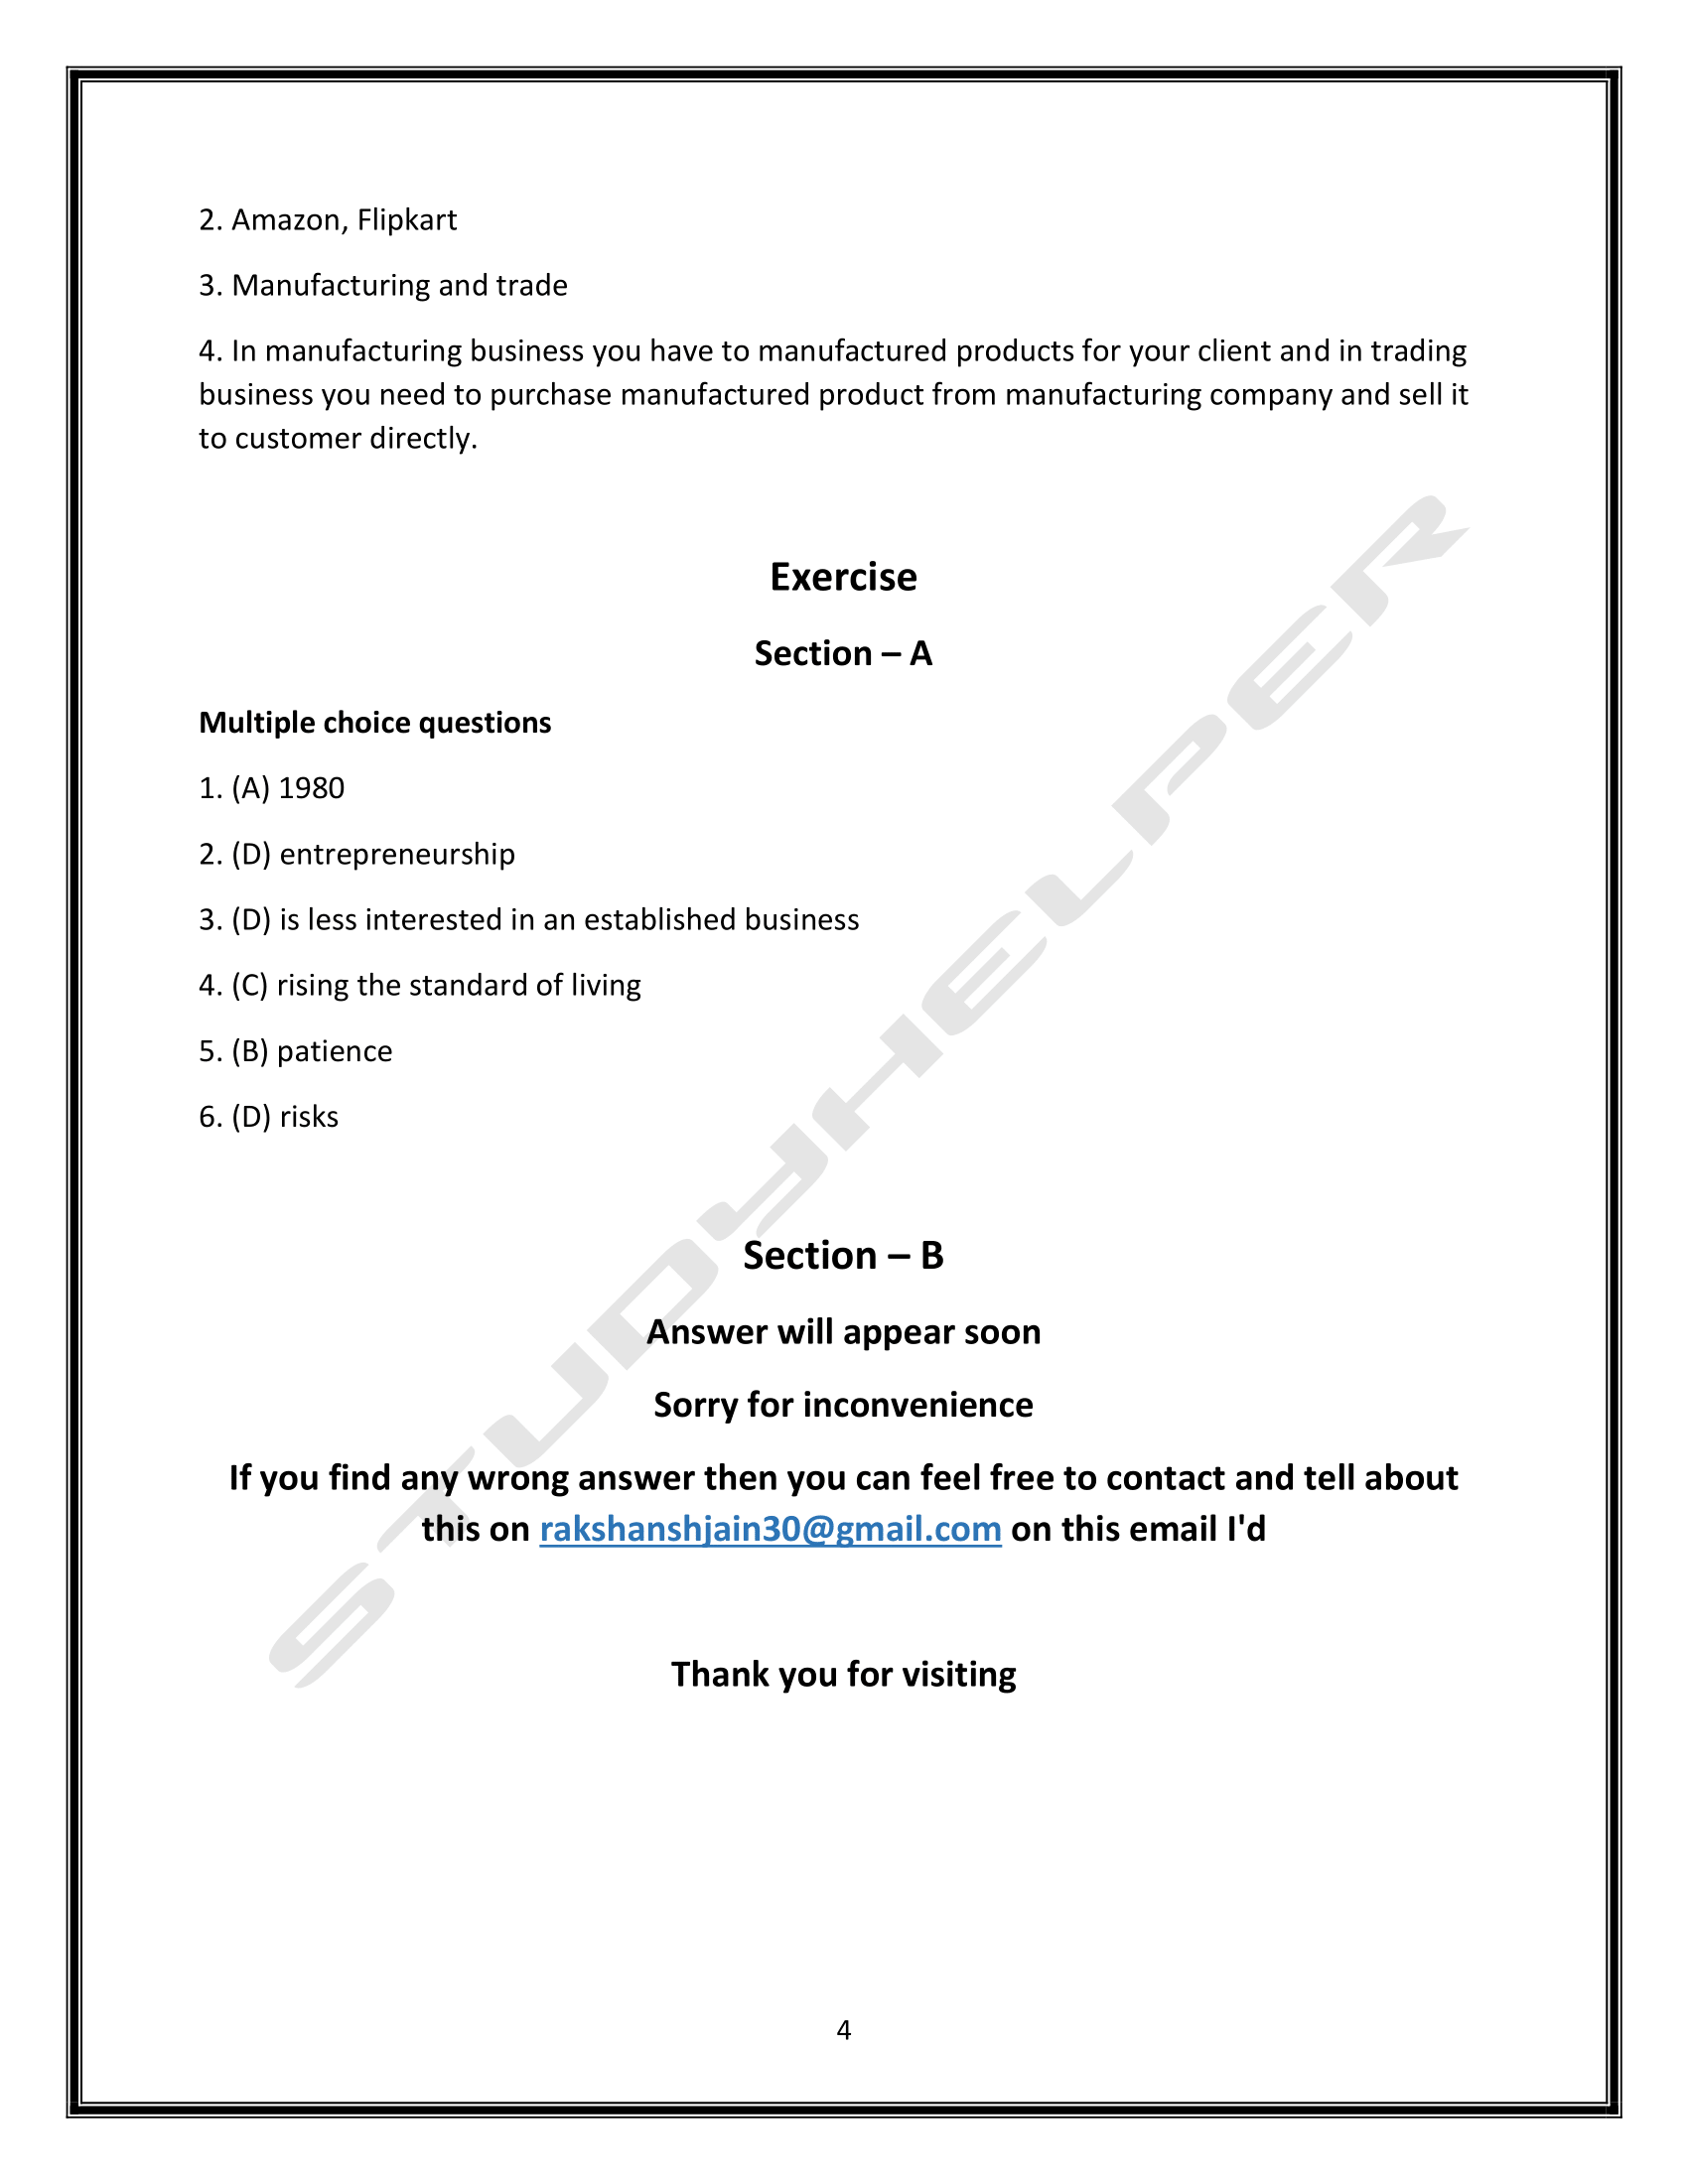 2. Amazon, Flipkart
3. Manufacturing and trade
4. In manufacturing business you have to manufactured products for your client and in trading
business you need to purchase manufactured product from manufacturing company and sell it
to customer directly.
Exercise
Section – A
Multiple choice questions
1. (A) 1980
2. (D) entrepreneurship
3. (D) is less interested in an established business
4. (C) rising the standard of living
5. (B) patience
6. (D) risks
Section – B
Answer will appear soon
Sorry for inconvenience
If you find any wrong answer then you can feel free to contact and tell about
this on rakshanshjain30@gmail.com on this email I'd
Thank you for visiting
4
STUDYHELPER